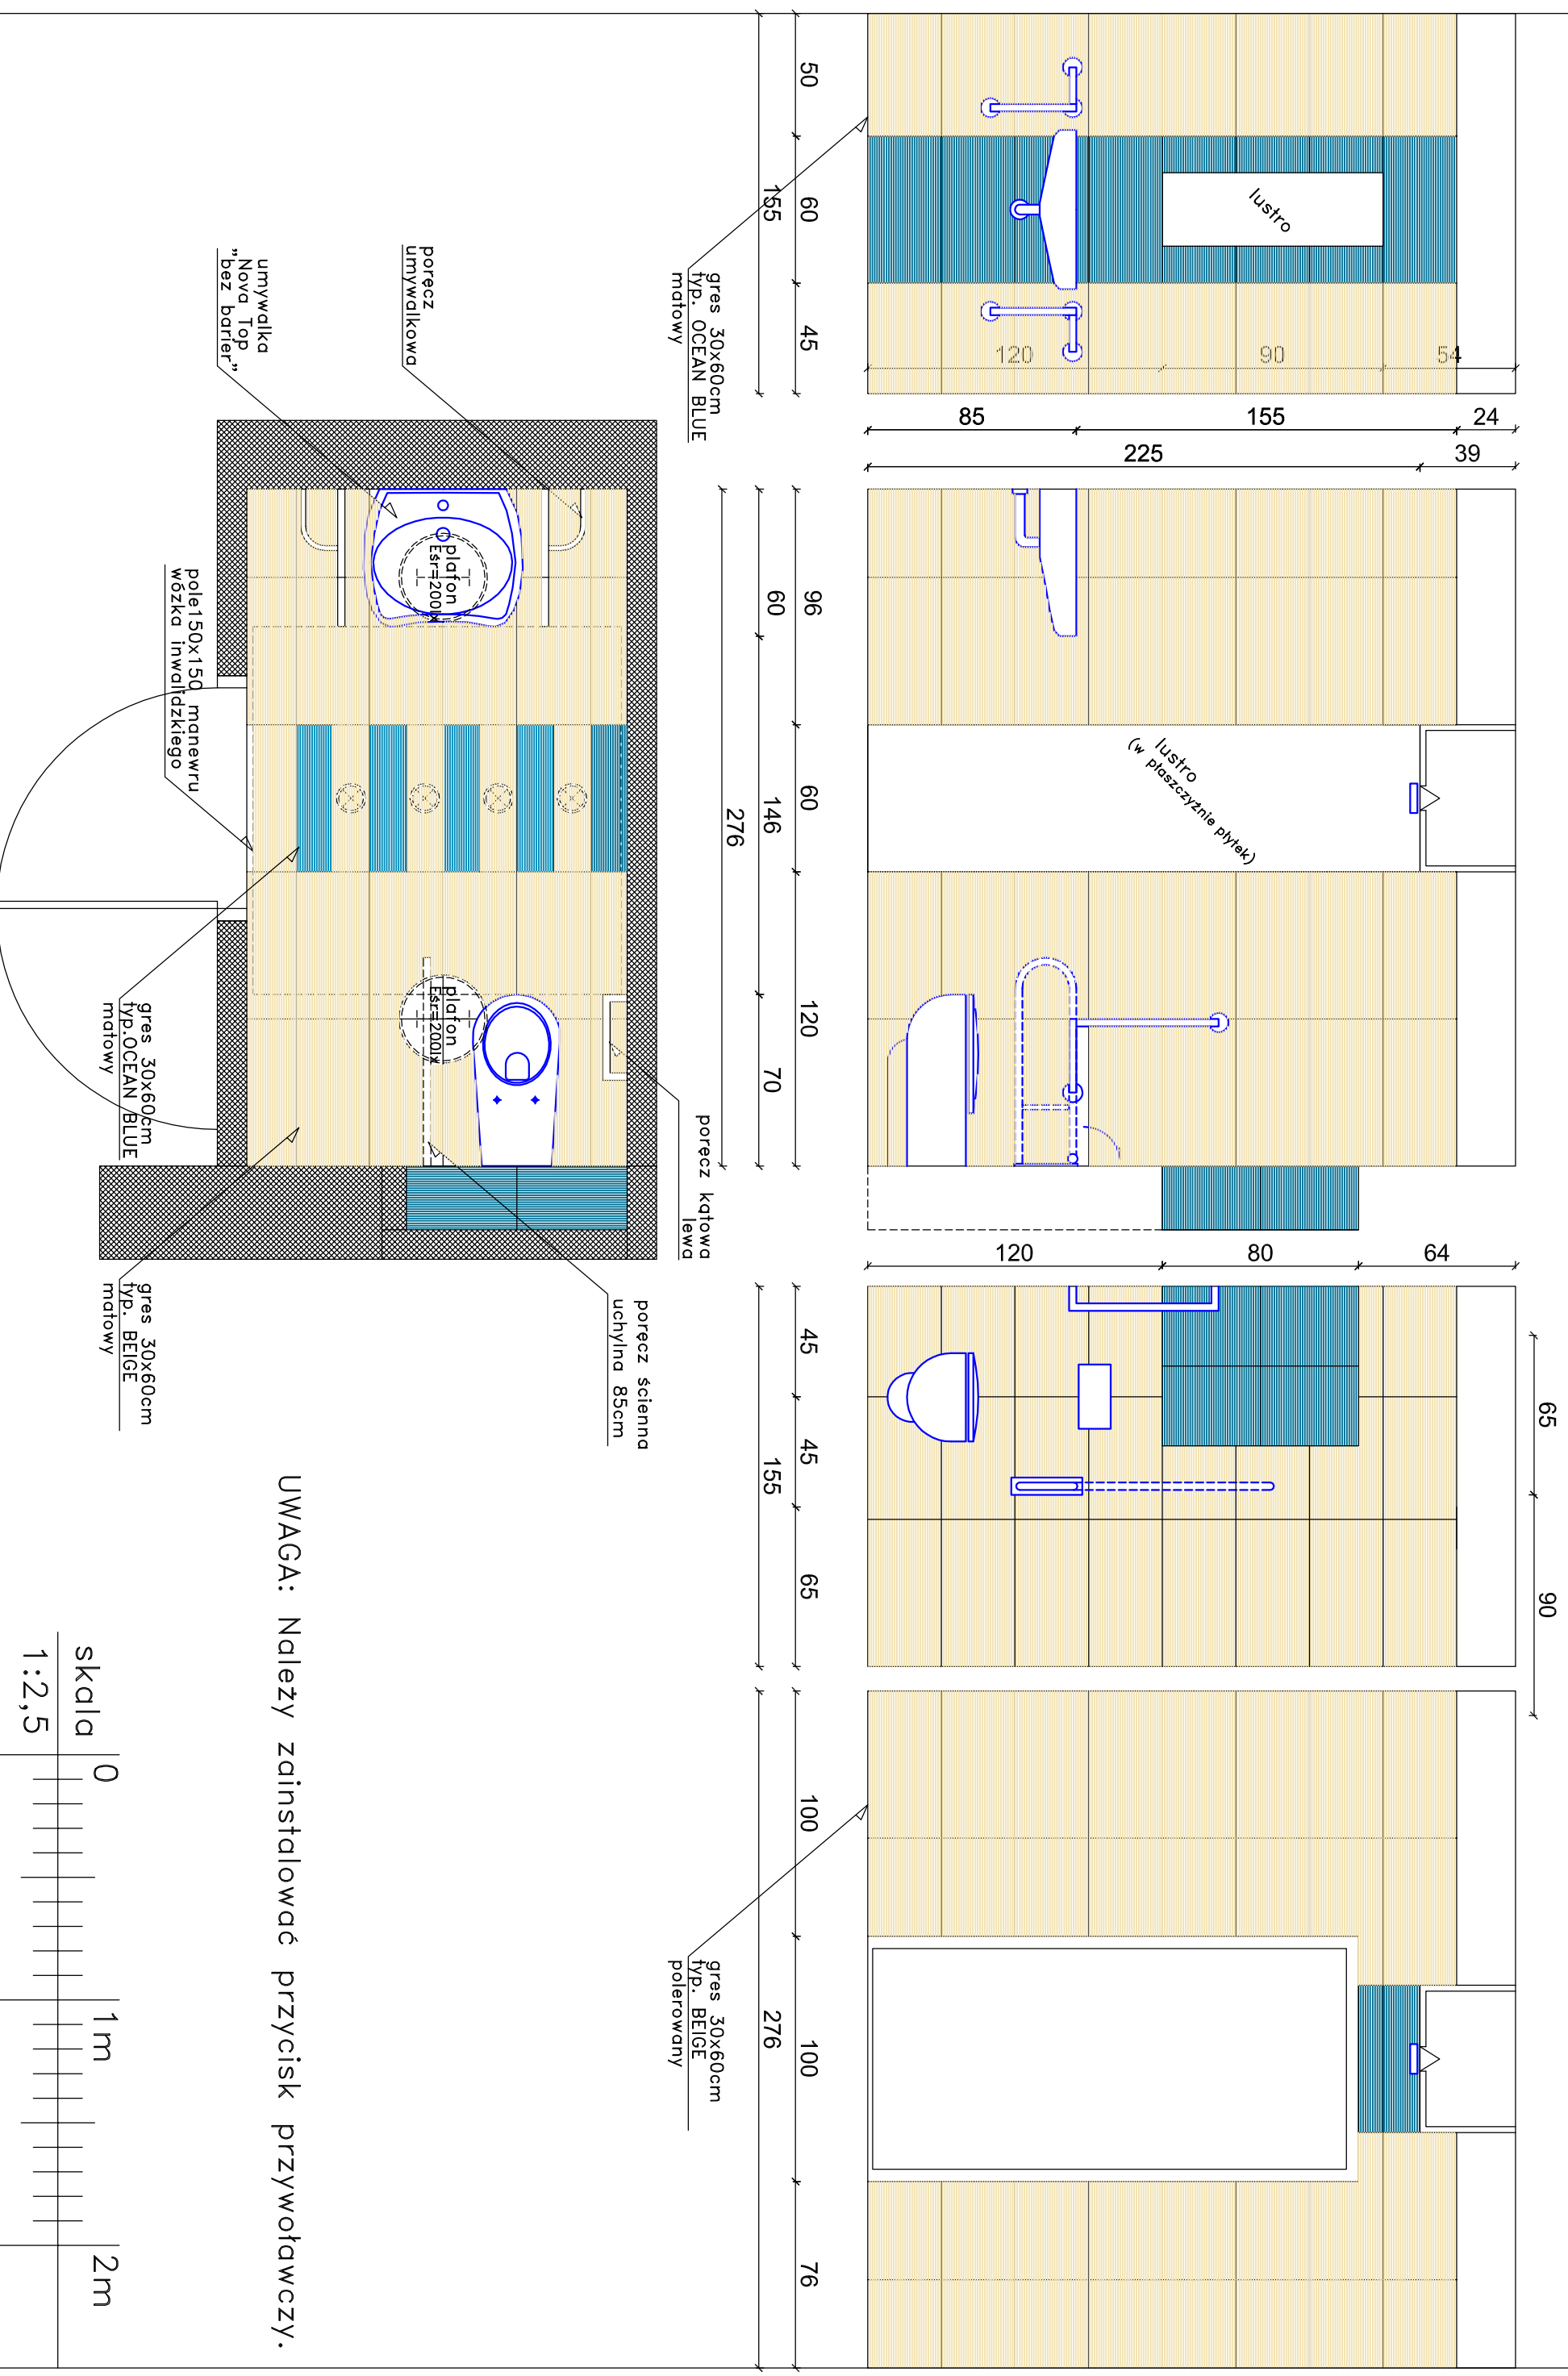 50
60
45
155
lustro
120
90
54
85
155
24
225
39
gres 30x60cm
typ. OCEAN BLUE
matowy
96
60
120
60
146
70
276
lustro
(w płaszczyźnie płytek)
120
80
64
45
45
65
155
65
90
100
100
76
276
gres 30x60cm
typ. BEIGE
polerowany
poręcz
umywalkowa
umywalka
„Nova Top
bez barier”
plafon
Eśr=200lx
plafon
Eśr=200lx
pole150x150 manewru
wózka inwalidzkiego
gres 30x60cm
typ.OCEAN BLUE
matowy
poręcz kątowa
lewa
poręcz ścienna
uchylna 85cm
gres 30x60cm
typ. BEIGE
matowy
UWAGA: Należy zainstalować przycisk przywoławczy.
skala
1:2,5
0
1m
2m